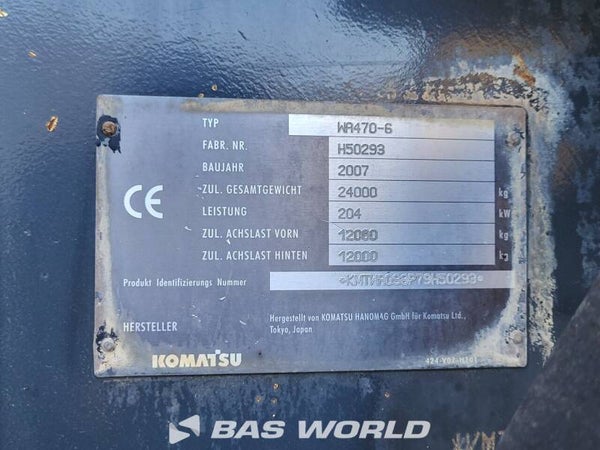 TYP WA470-6
FABR. NR. H50293
BAUJAHR 2007
ZUL. GESAMTGEWICHT 24000 kg
LEISTUNG 204 kW
ZUL. ACHSLAST VORN 12080 kg
ZUL. ACHSLAST HINTEN 12000 kg
CE
Produkt Identifizierungs Nummer
HERSTELLER Hergestellt von KOMATSU HANOMAG GmbH für Komatsu Ltd.,
Tokyo, Japan
KOMATSU
BAS WORLD